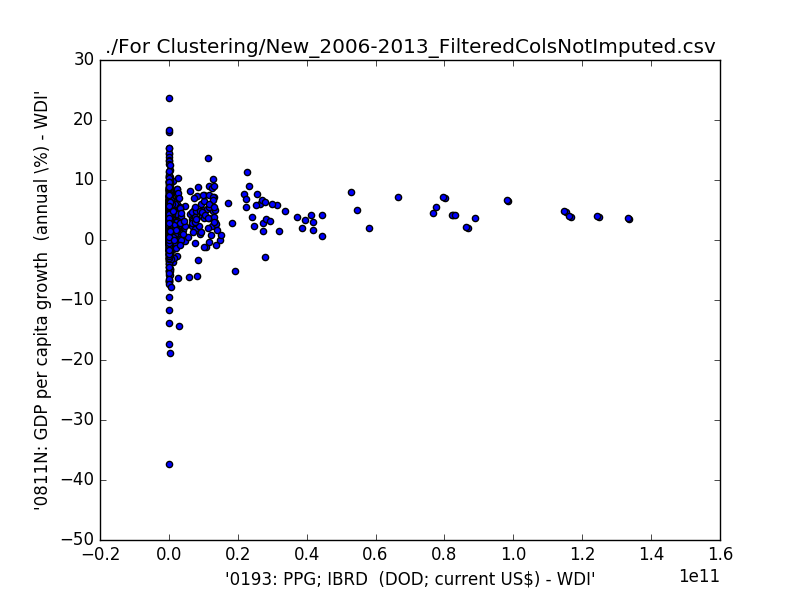 ./For Clustering/New_2006-2013_FilteredColsNotImputed.csv
30
20
10
0
−10
−20
−30
−40
−50
'0811N: GDP per capita growth  (annual \%) - WDI'
−0.2 0.0 0.2 0.4 0.6 0.8 1.0 1.2 1.4 1.6
1e11
'0193: PPG; IBRD  (DOD; current US$) - WDI'